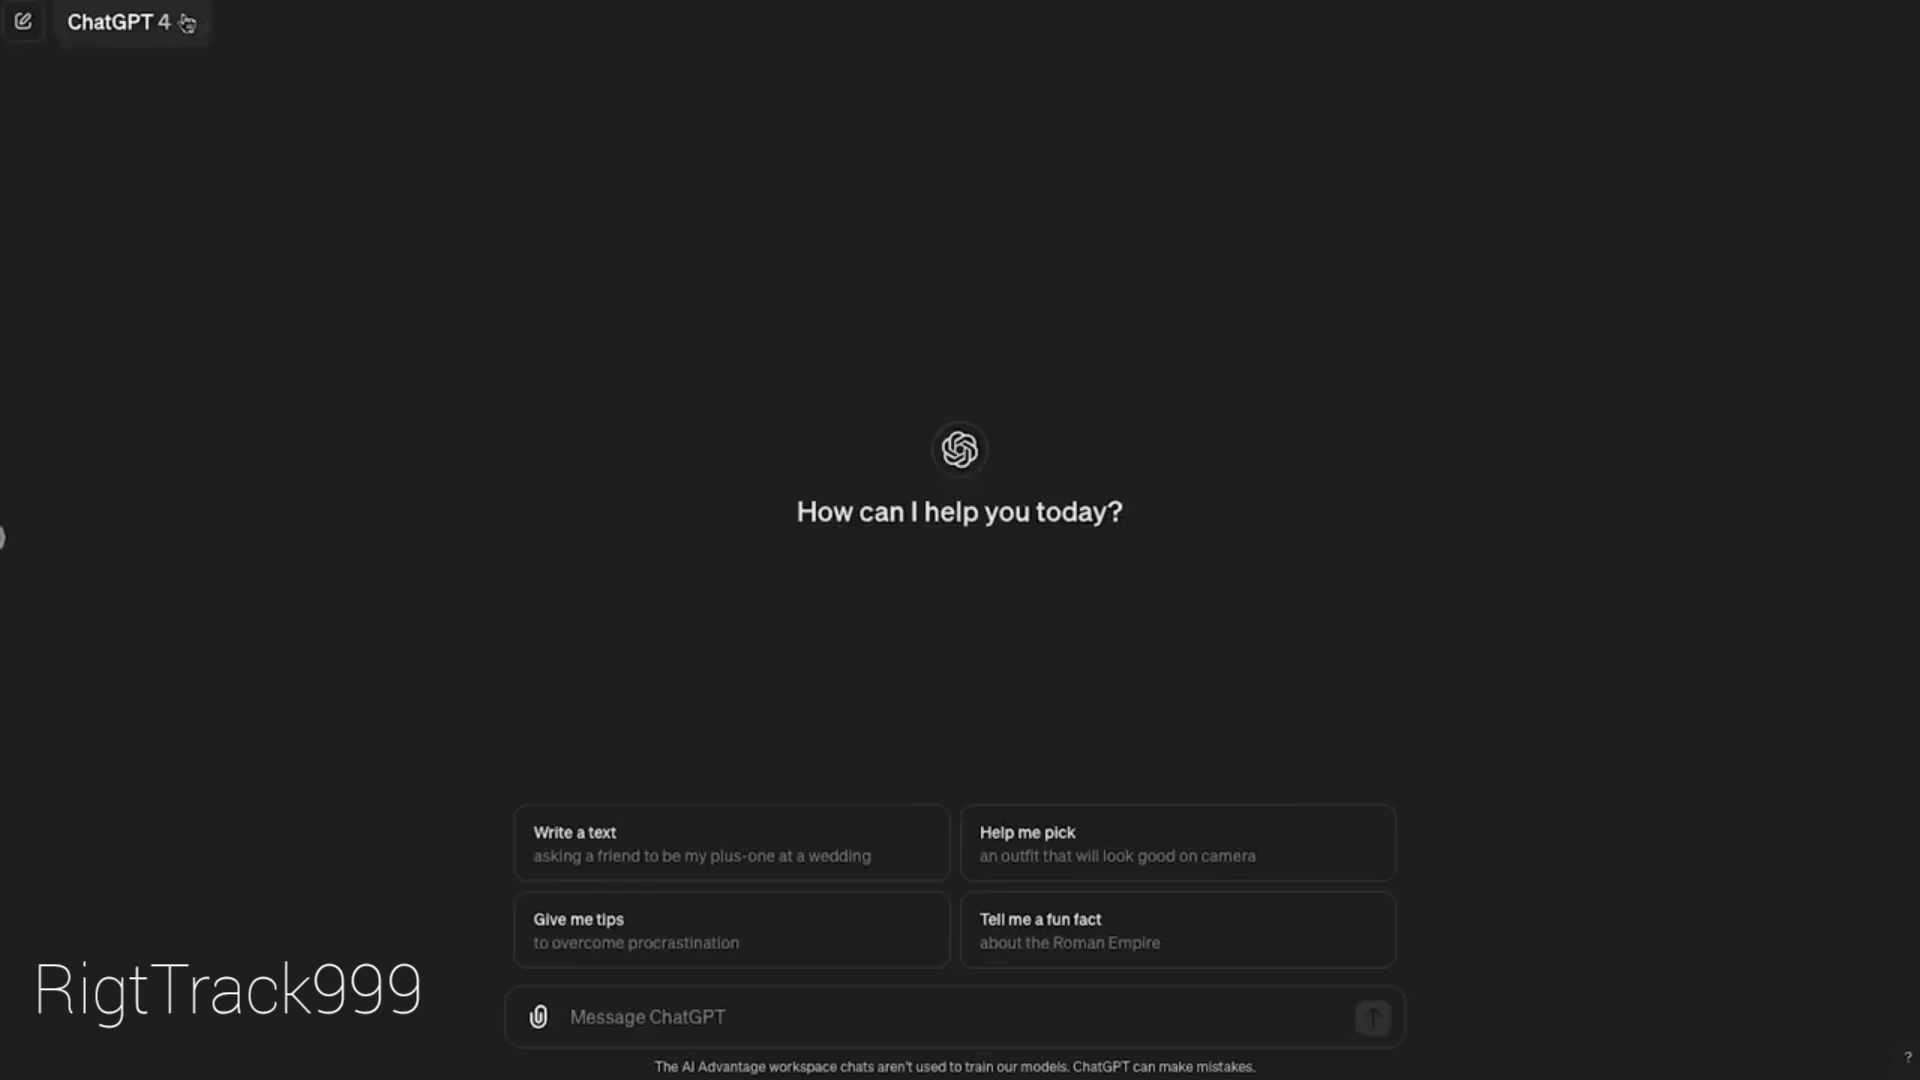 ChatGPT 4
How can I help you today?
Write a text
asking a friend to be my plus-one at a wedding
Help me pick
an outfit that will look good on camera
Give me tips
to overcome procrastination
Tell me a fun fact
about the Roman Empire
RigtTrack999
Message ChatGPT
The AI Advantage workspace chats aren't used to train our models. ChatGPT can make mistakes.
?